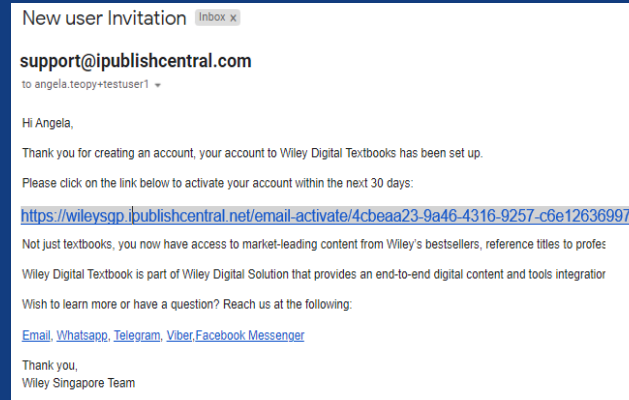 New user Invitation Inbox x
support@ipublishcentral.com
to angela.teopy+testuser1
Hi Angela,
Thank you for creating an account, your account to Wiley Digital Textbooks has been set up.
Please click on the link below to activate your account within the next 30 days:
https://wileysgp.ipublishcentral.net/email-activate/4cbeaa23-9a46-4316-9257-c6e12636997
Not just textbooks, you now have access to market-leading content from Wiley's bestsellers, reference titles to profes
Wiley Digital Textbook is part of Wiley Digital Solution that provides an end-to-end digital content and tools integration
Wish to learn more or have a question? Reach us at the following:
Email, Whatsapp, Telegram, Viber,Facebook Messenger
Thank you,
Wiley Singapore Team